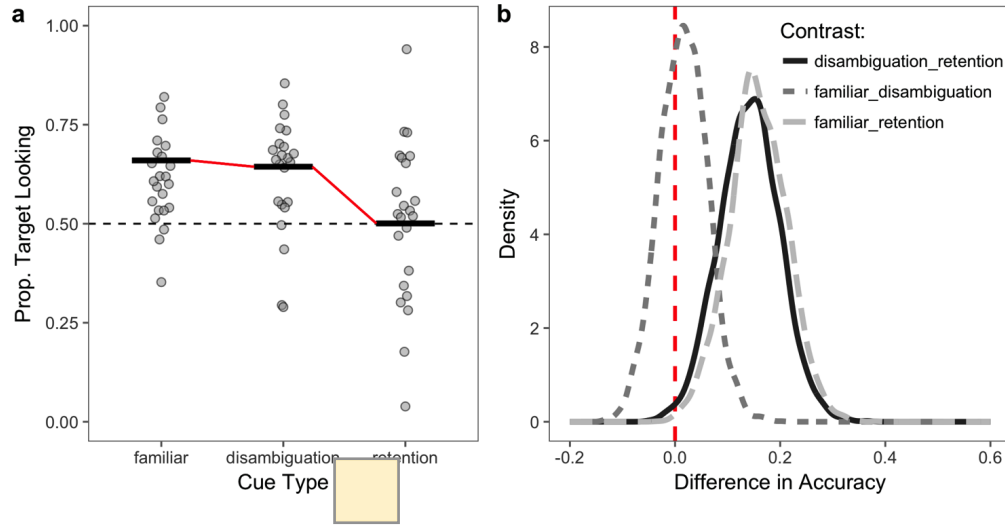 a
1.00
0.75
0.50
0.25
0.00
Prop. Target Looking
familiar
disambiguation
retention
Cue Type
b
8
6
4
2
0
Density
Contrast:
disambiguation_retention
familiar_disambiguation
familiar_retention
-0.2
0.0
0.2
0.4
0.6
Difference in Accuracy